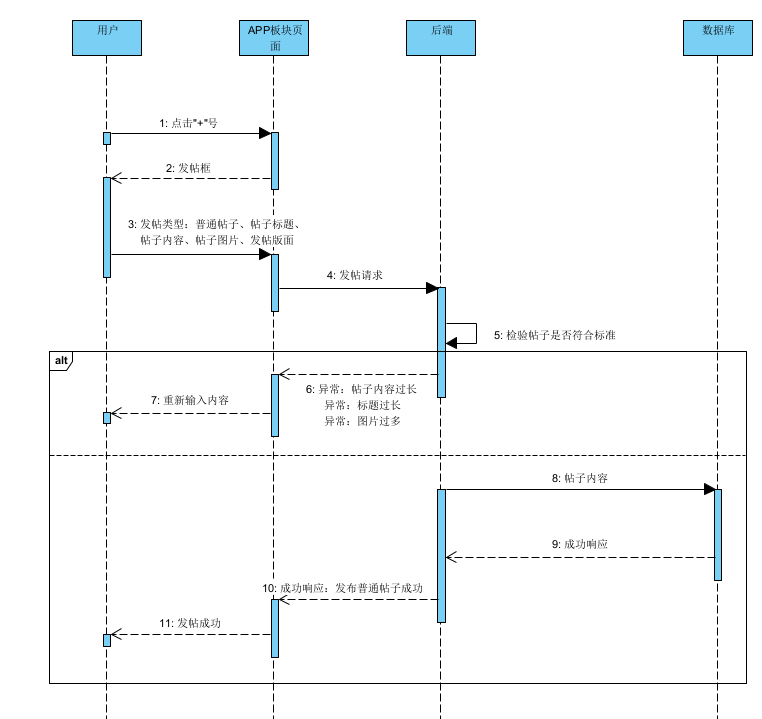 用户
APP板块页
面
后端
数据库
1: 点击"+"号
2: 发帖框
3: 发帖类型：普通帖子、帖子标题、
帖子内容、帖子图片、发帖版面
4: 发帖请求
5: 检验帖子是否符合标准
alt
6: 异常：帖子内容过长
异常：标题过长
异常：图片过多
7: 重新输入内容
8: 帖子内容
9: 成功响应
10: 成功响应：发布普通帖子成功
11: 发帖成功